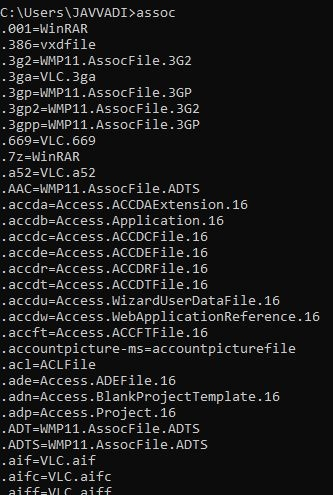 C:\Users\JAVVADI>assoc
.001=WinRAR
.386=vxdfile
.3g2=WMP11.AssocFile.3G2
.3ga=VLC.3ga
.3gp=WMP11.AssocFile.3GP
.3gp2=WMP11.AssocFile.3G2
.3gpp=WMP11.AssocFile.3GP
.669=VLC.669
.7z=WinRAR
.a52=VLC.a52
.AAC=WMP11.AssocFile.ADTS
.accda=Access.ACCDAExtension.16
.accdb=Access.Application.16
.accdc=Access.ACCDCFile.16
.accde=Access.ACCDEFile.16
.accdr=Access.ACCDRFile.16
.accdt=Access.ACCDTFile.16
.accdu=Access.WizardUserDataFile.16
.accdw=Access.WebApplicationReference.16
.accft=Access.ACCFTFile.16
.accountpicture-ms=accountpicturefile
.acl=ACLFile
.ade=Access.ADEFile.16
.adn=Access.BlankProjectTemplate.16
.adp=Access.Project.16
.ADT=WMP11.AssocFile.ADTS
.ADTS=WMP11.AssocFile.ADTS
.aif=VLC.aif
.aifc=VLC.aifc
.aiff=VLC.aiff